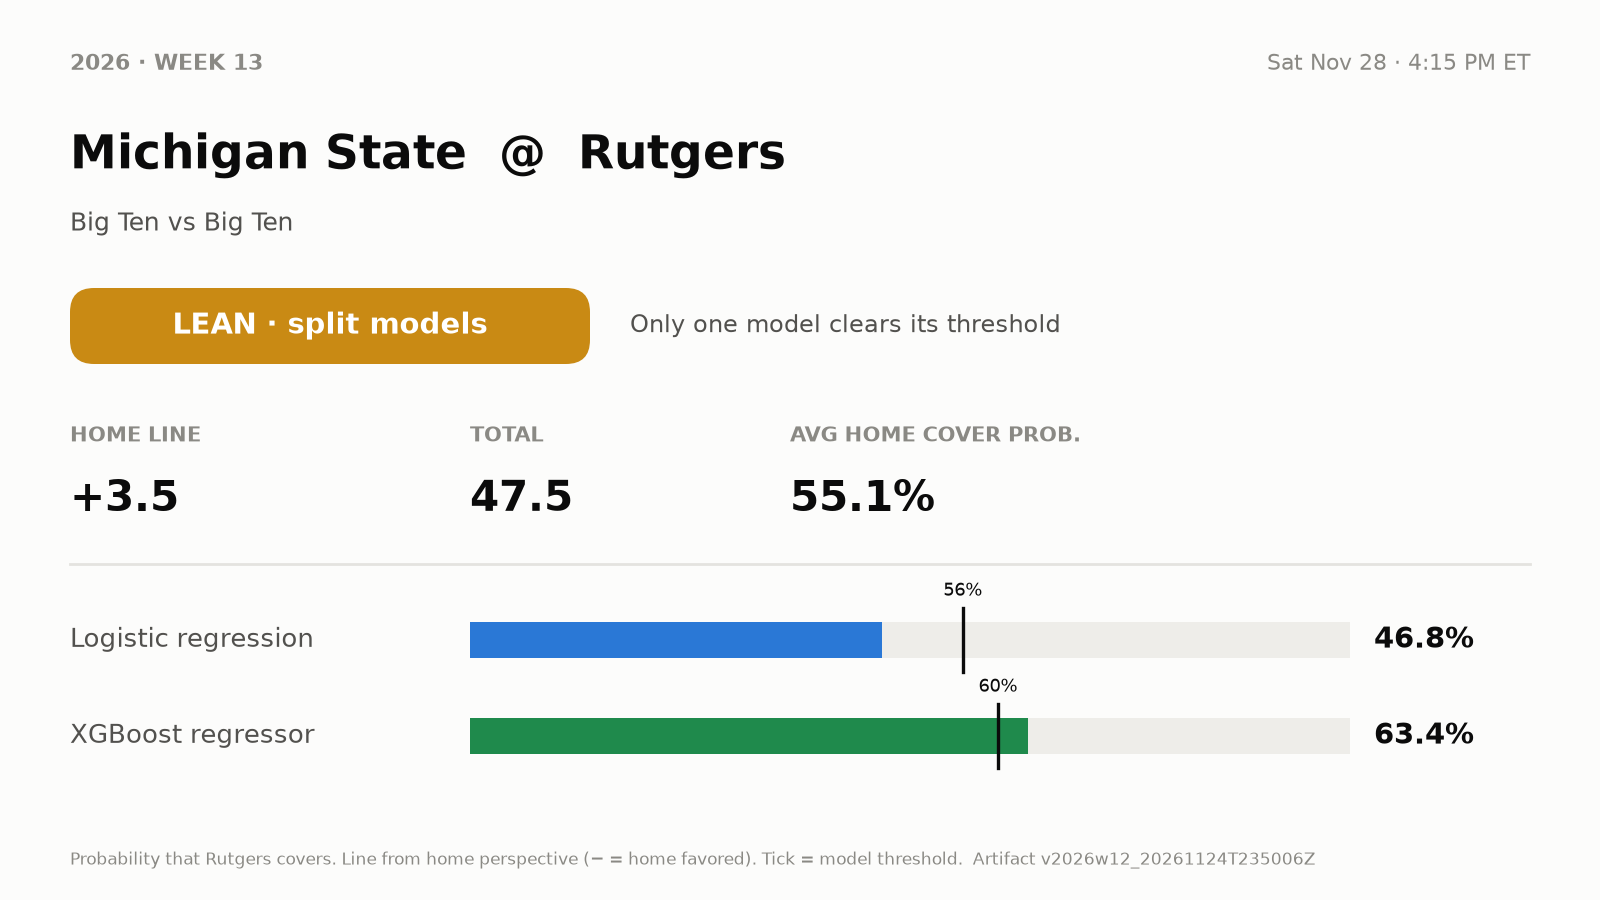 2026 · WEEK 13
Sat Nov 28 · 4:15 PM ET
Michigan State @ Rutgers
Big Ten vs Big Ten
LEAN · split models
Only one model clears its threshold
HOME LINE
TOTAL
AVG HOME COVER PROB.
+3.5
47.5
55.1%
56%
Logistic regression
46.8%
60%
XGBoost regressor
63.4%
Probability that Rutgers covers. Line from home perspective (− = home favored). Tick = model threshold. Artifact v2026w12_20261124T235006Z